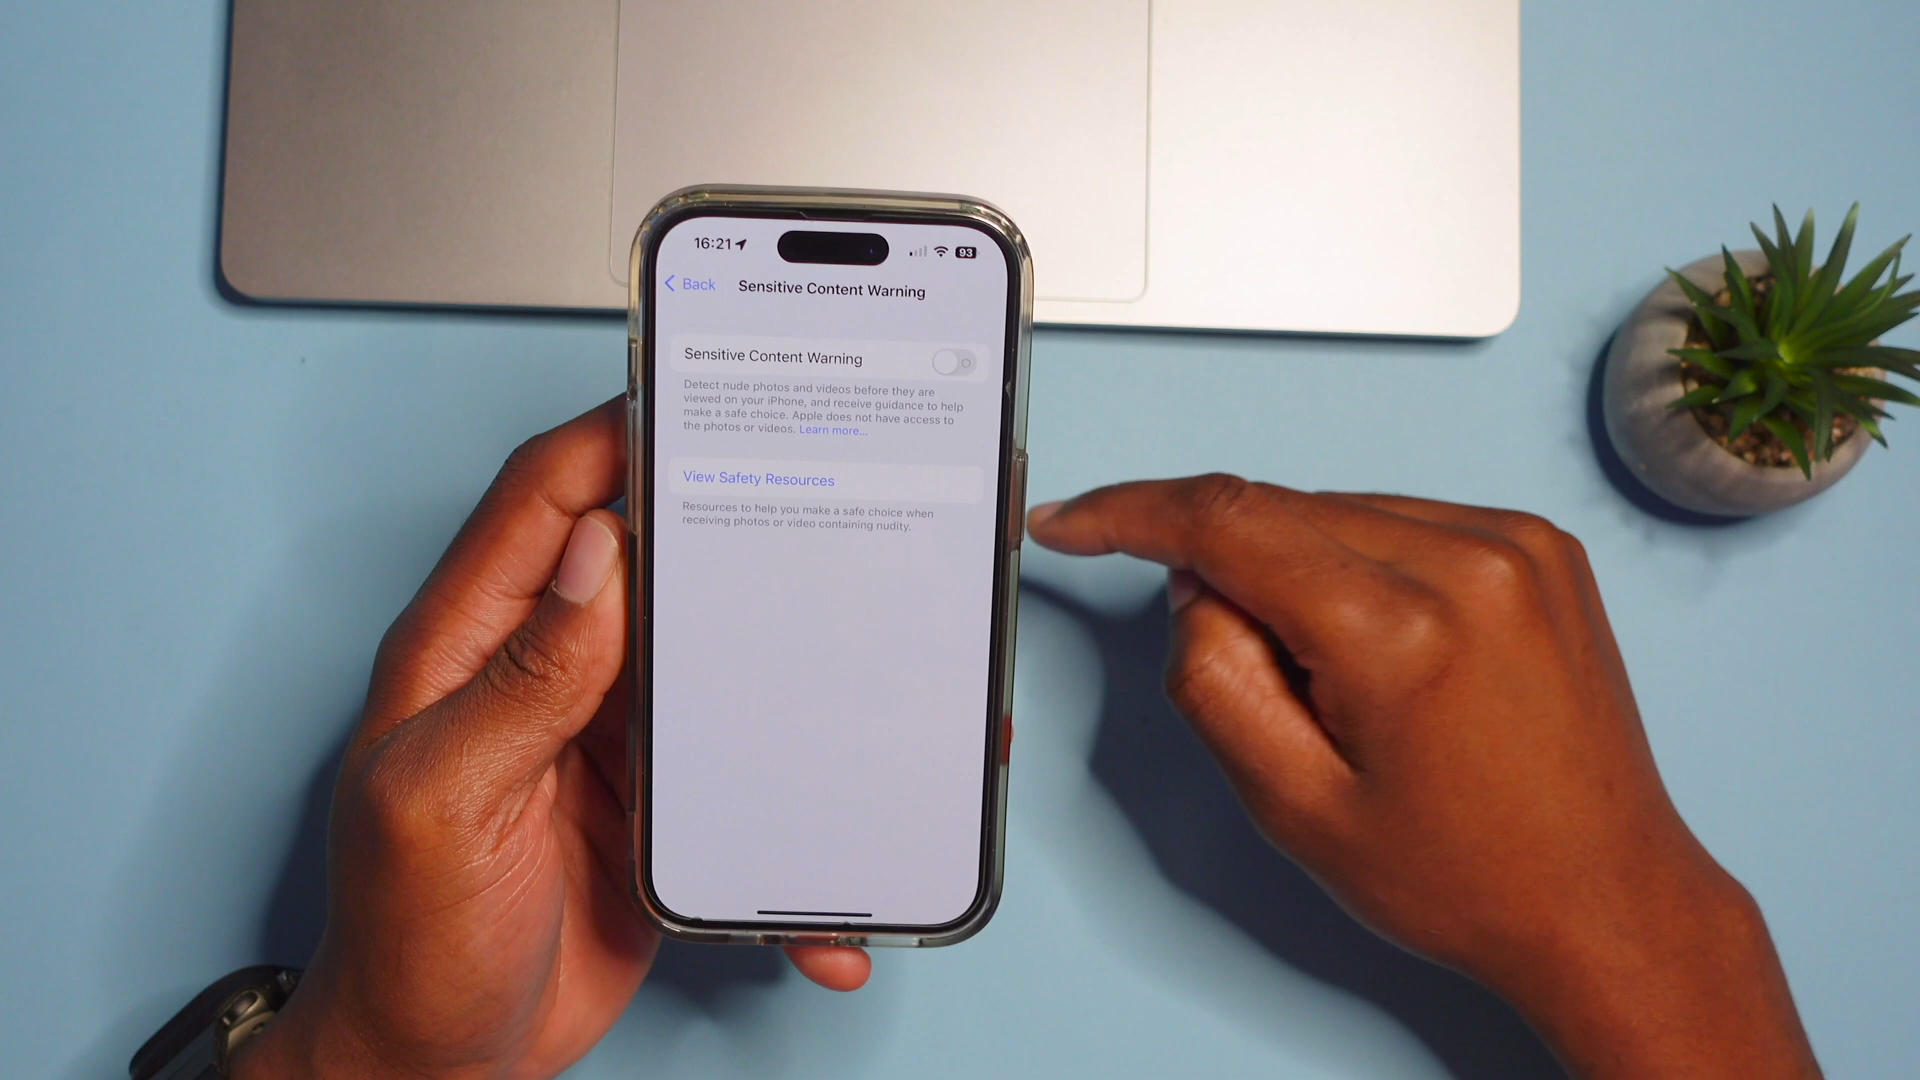 16:21
93
Back
Sensitive Content Warning
Sensitive Content Warning
Detect nude photos and videos before they are
viewed on your iPhone, and receive guidance to help
make a safe choice. Apple does not have access to
the photos or videos. Learn more...
View Safety Resources
Resources to help you make a safe choice when
receiving photos or video containing nudity.